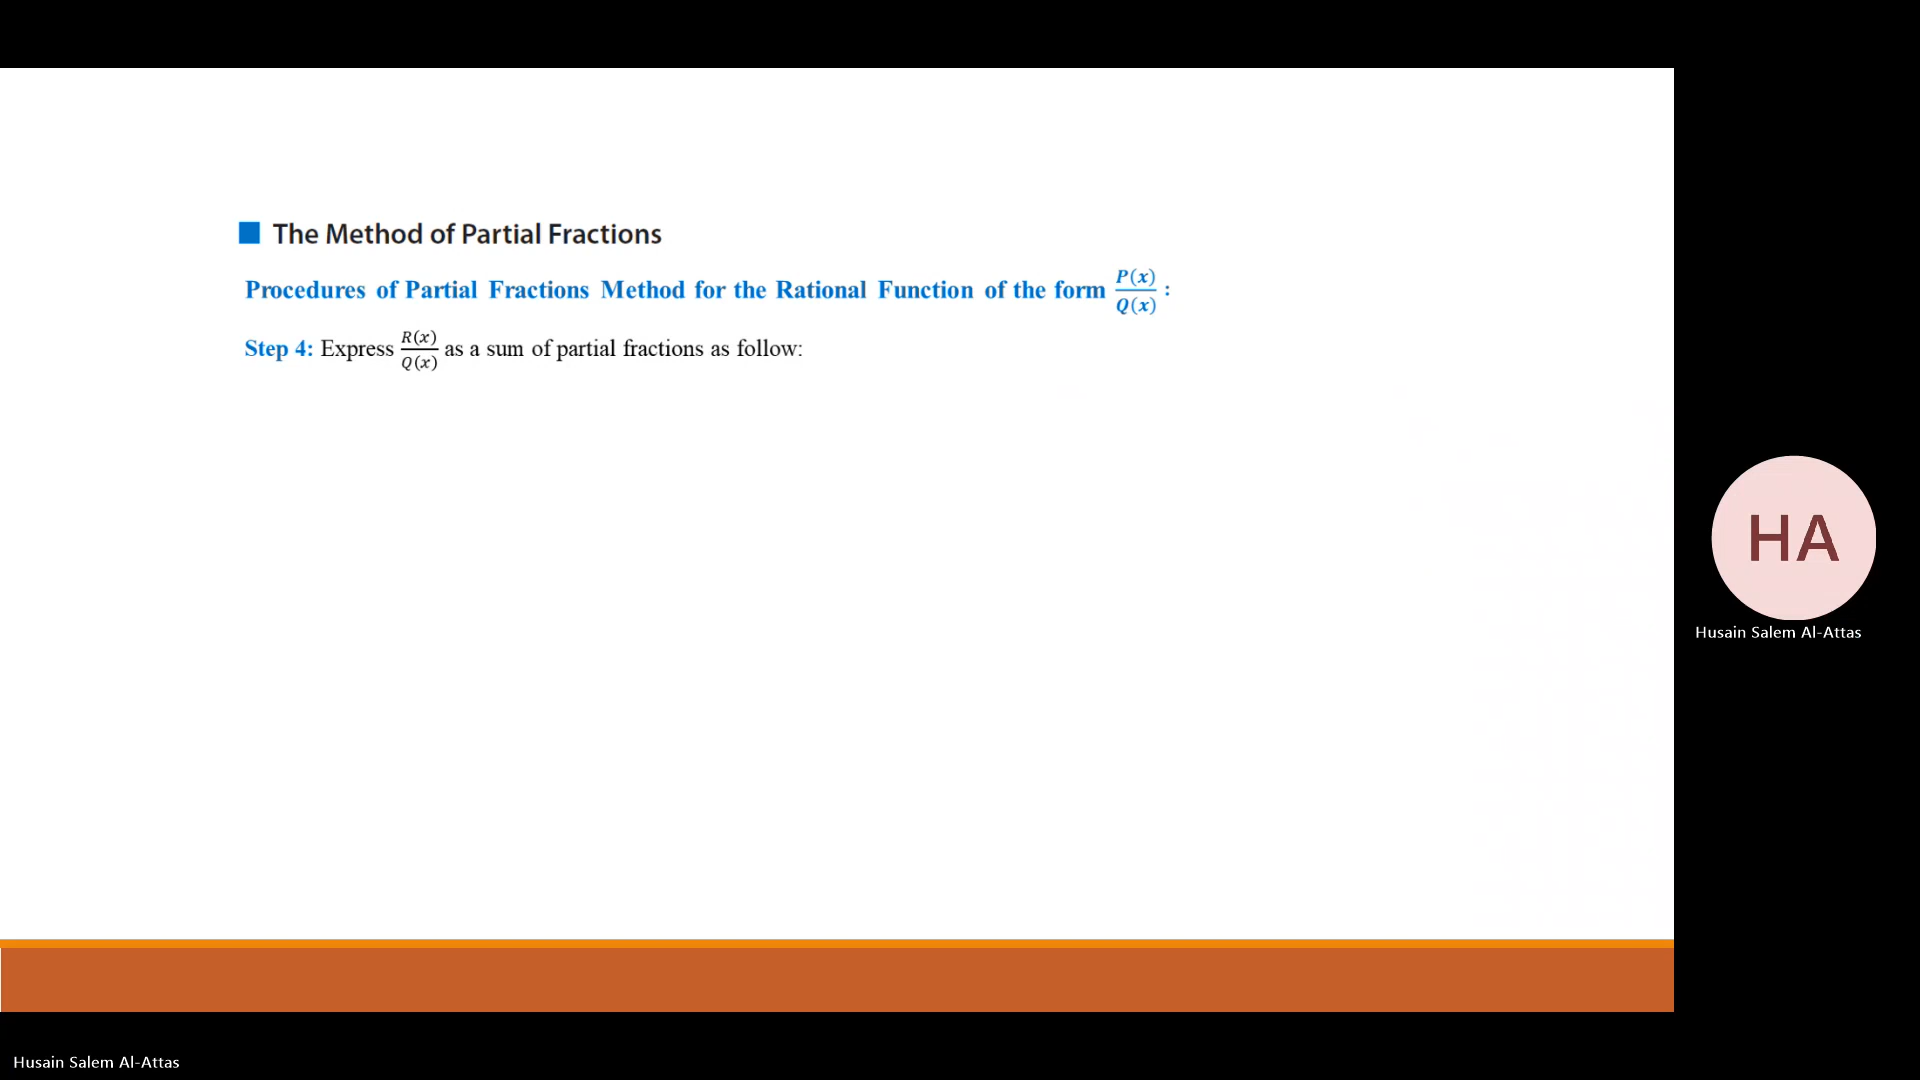 The Method of Partial Fractions
Procedures of Partial Fractions Method for the Rational Function of the form P(x)/Q(x) :
Step 4: Express R(x)/Q(x) as a sum of partial fractions as follow:
HA
Husain Salem Al-Attas
Husain Salem Al-Attas